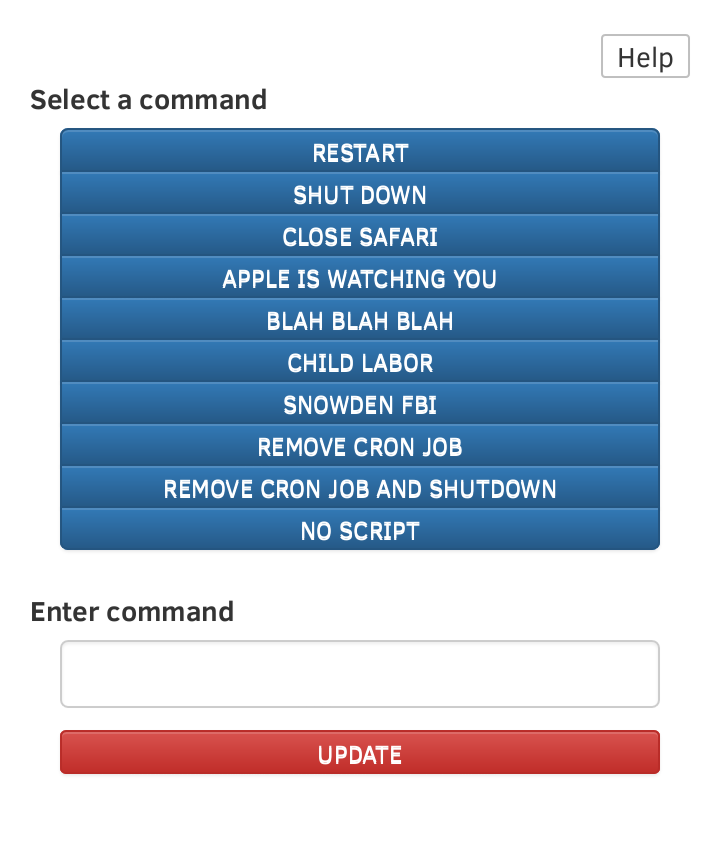 Help
Select a command
RESTART
SHUT DOWN
CLOSE SAFARI
APPLE IS WATCHING YOU
BLAH BLAH BLAH
CHILD LABOR
SNOWDEN FBI
REMOVE CRON JOB
REMOVE CRON JOB AND SHUTDOWN
NO SCRIPT
Enter command
UPDATE